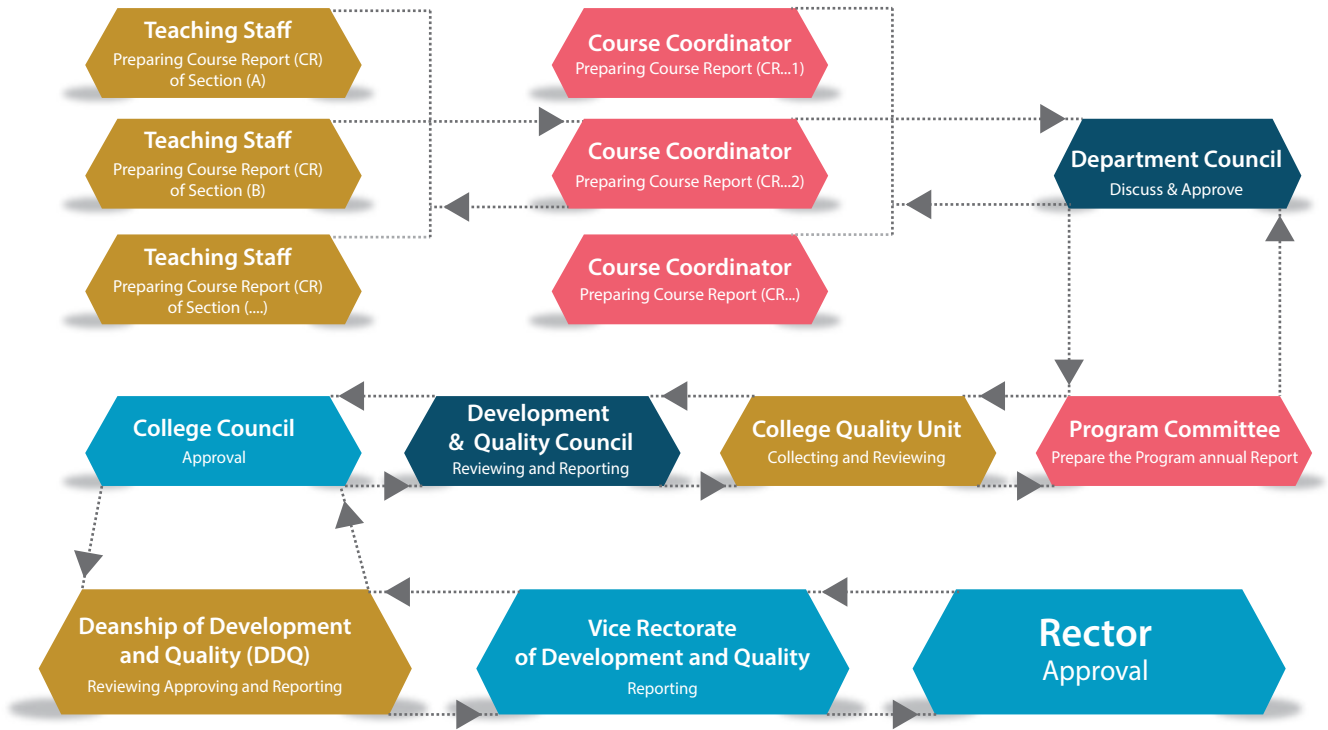 Teaching Staff
Preparing Course Report (CR)
of Section (A)
Course Coordinator
Preparing Course Report (CR...1)
Teaching Staff
Preparing Course Report (CR)
of Section (B)
Course Coordinator
Preparing Course Report (CR...2)
Department Council
Discuss & Approve
Teaching Staff
Preparing Course Report (CR)
of Section (....)
Course Coordinator
Preparing Course Report (CR...)
College Council
Approval
Development
& Quality Council
Reviewing and Reporting
College Quality Unit
Collecting and Reviewing
Program Committee
Prepare the Program annual Report
Deanship of Development
and Quality (DDQ)
Reviewing Approving and Reporting
Vice Rectorate
of Development and Quality
Reporting
Rector
Approval